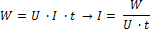 W = U · I · t → I = W / (U · t)